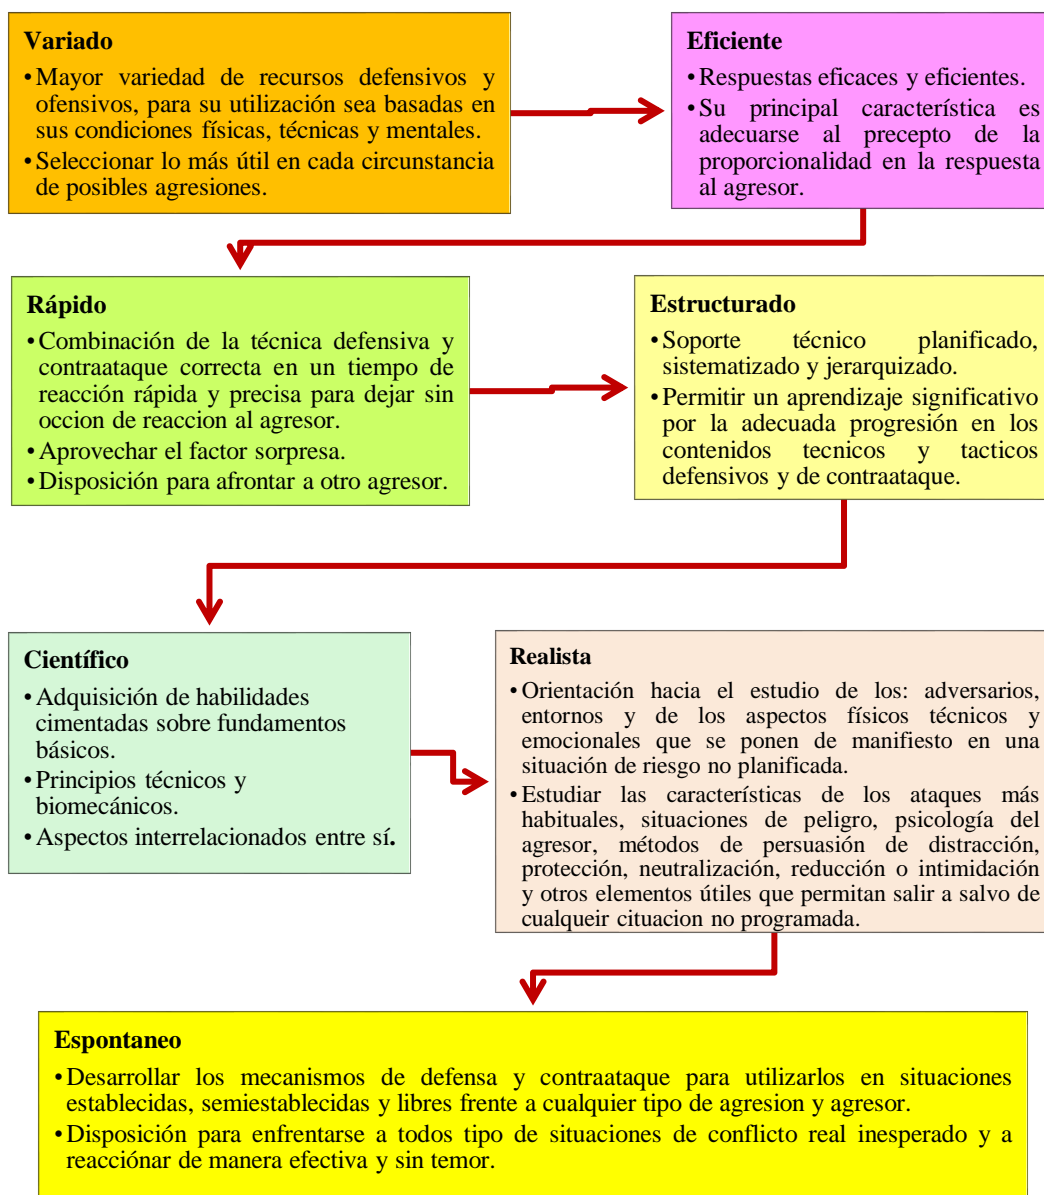 Variado
• Mayor variedad de recursos defensivos y
ofensivos, para su utilización sea basadas en
sus condiciones físicas, técnicas y mentales.
• Seleccionar lo más útil en cada circunstancia
de posibles agresiones.
Eficiente
• Respuestas eficaces y eficientes.
• Su principal característica es
adecuarse al precepto de la
proporcionalidad en la respuesta
al agresor.
Rápido
• Combinación de la técnica defensiva y
contraataque correcta en un tiempo de
reacción rápida y precisa para dejar sin
occion de reaccion al agresor.
• Aprovechar el factor sorpresa.
• Disposición para afrontar a otro agresor.
Estructurado
• Soporte técnico planificado,
sistematizado y jerarquizado.
• Permitir un aprendizaje significativo
por la adecuada progresión en los
contenidos tecnicos y tacticos
defensivos y de contraataque.
Científico
• Adquisición de habilidades
cimentadas sobre fundamentos
básicos.
• Principios técnicos y
biomecánicos.
• Aspectos interrelacionados entre sí.
Realista
• Orientación hacia el estudio de los: adversarios,
entornos y de los aspectos físicos técnicos y
emocionales que se ponen de manifiesto en una
situación de riesgo no planificada.
• Estudiar las características de los ataques más
habituales, situaciones de peligro, psicología del
agresor, métodos de persuasión de distracción,
protección, neutralización, reducción o intimidación
y otros elementos útiles que permitan salir a salvo de
cualqueir cituacion no programada.
Espontaneo
• Desarrollar los mecanismos de defensa y contraataque para utilizarlos en situaciones
establecidas, semiestablecidas y libres frente a cualquier tipo de agresion y agresor.
• Disposición para enfrentarse a todos tipo de situaciones de conflicto real inesperado y a
reacciónar de manera efectiva y sin temor.